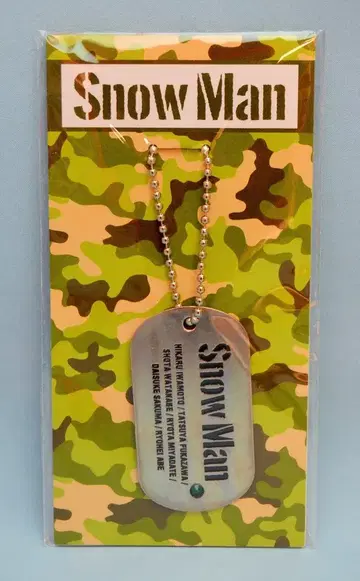 Snow Man
Snow Man
HIKARU IWAMOTO / TATSUYA FUKAZAWA /
SHOTA WATANABE / RYOTA MIYADATE /
DAISUKE SAKUMA / RYOHEI ABE